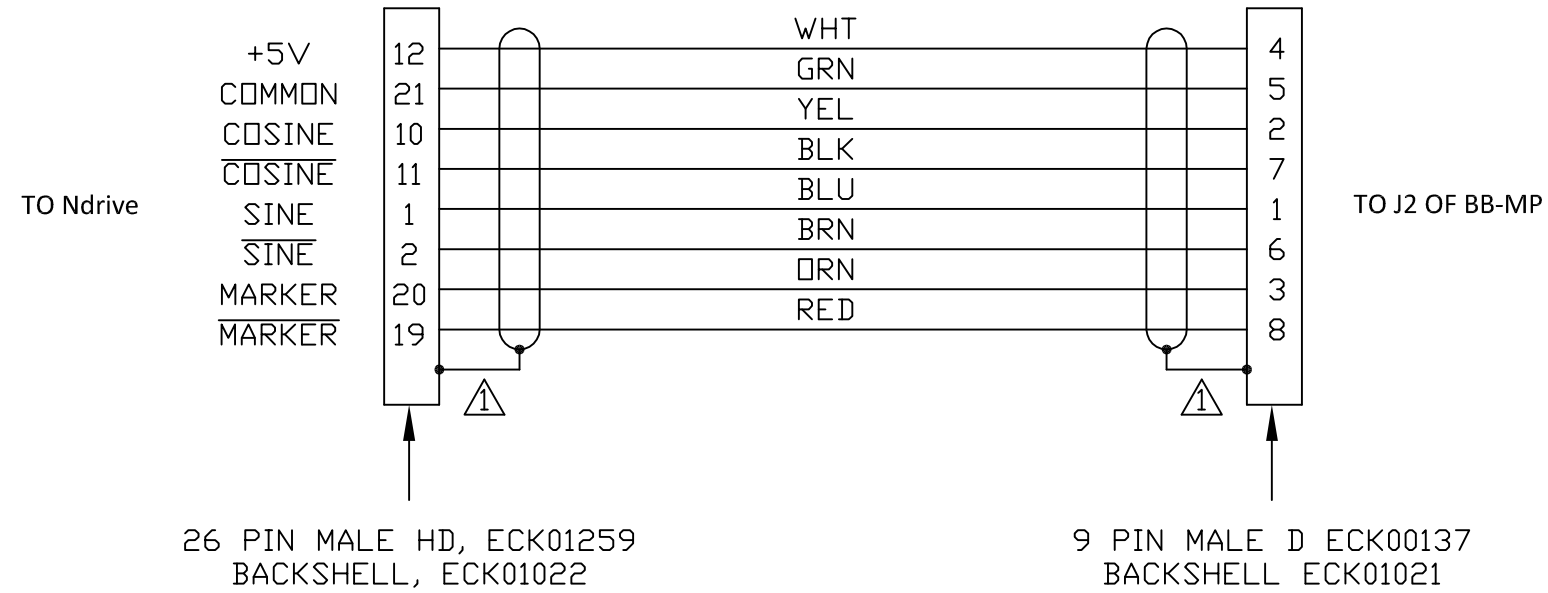 WHT
+5V 12 4
GRN
COMMON 21 5
YEL
COSINE 10 2
BLK
COSINE 11 7
BLU
TO Ndrive SINE 1 1 TO J2 OF BB-MP
BRN
SINE 2 6
ORN
MARKER 20 3
RED
MARKER 19 8
1 1
26 PIN MALE HD, ECK01259 9 PIN MALE D ECK00137
BACKSHELL, ECK01022 BACKSHELL ECK01021